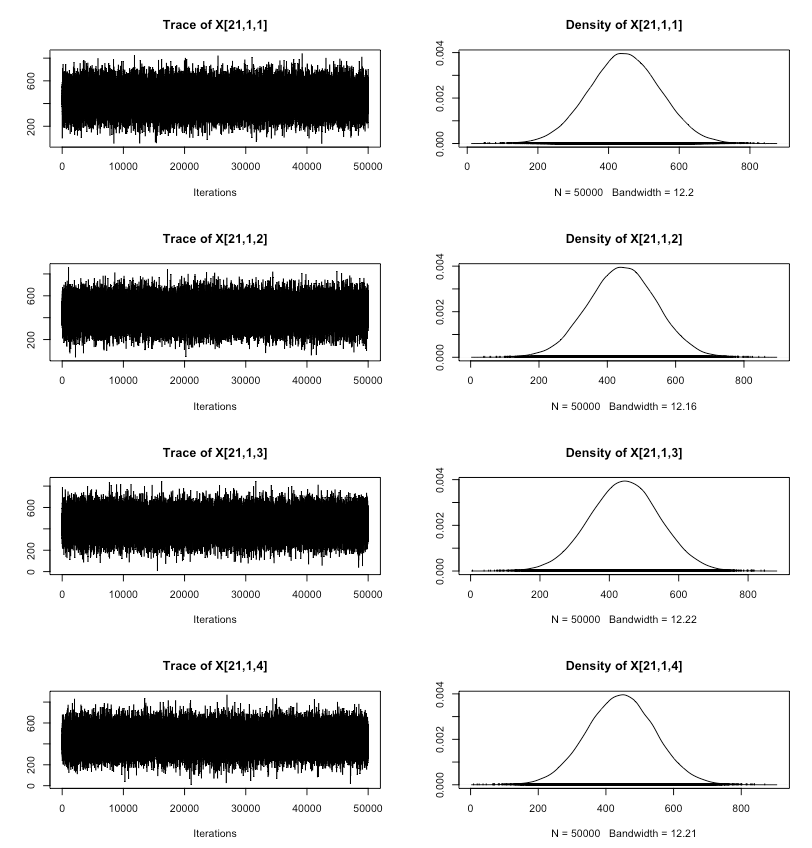 Trace of X[21,1,1]
Density of X[21,1,1]
200 600
0.000 0.002 0.004
0 10000 20000 30000 40000 50000
0 200 400 600 800
Iterations
N = 50000 Bandwidth = 12.2
Trace of X[21,1,2]
Density of X[21,1,2]
200 600
0.000 0.002 0.004
0 10000 20000 30000 40000 50000
0 200 400 600 800
Iterations
N = 50000 Bandwidth = 12.16
Trace of X[21,1,3]
Density of X[21,1,3]
0 200 600
0.000 0.002 0.004
0 10000 20000 30000 40000 50000
0 200 400 600 800
Iterations
N = 50000 Bandwidth = 12.22
Trace of X[21,1,4]
Density of X[21,1,4]
0 200 600
0.000 0.002 0.004
0 10000 20000 30000 40000 50000
0 200 400 600 800
Iterations
N = 50000 Bandwidth = 12.21